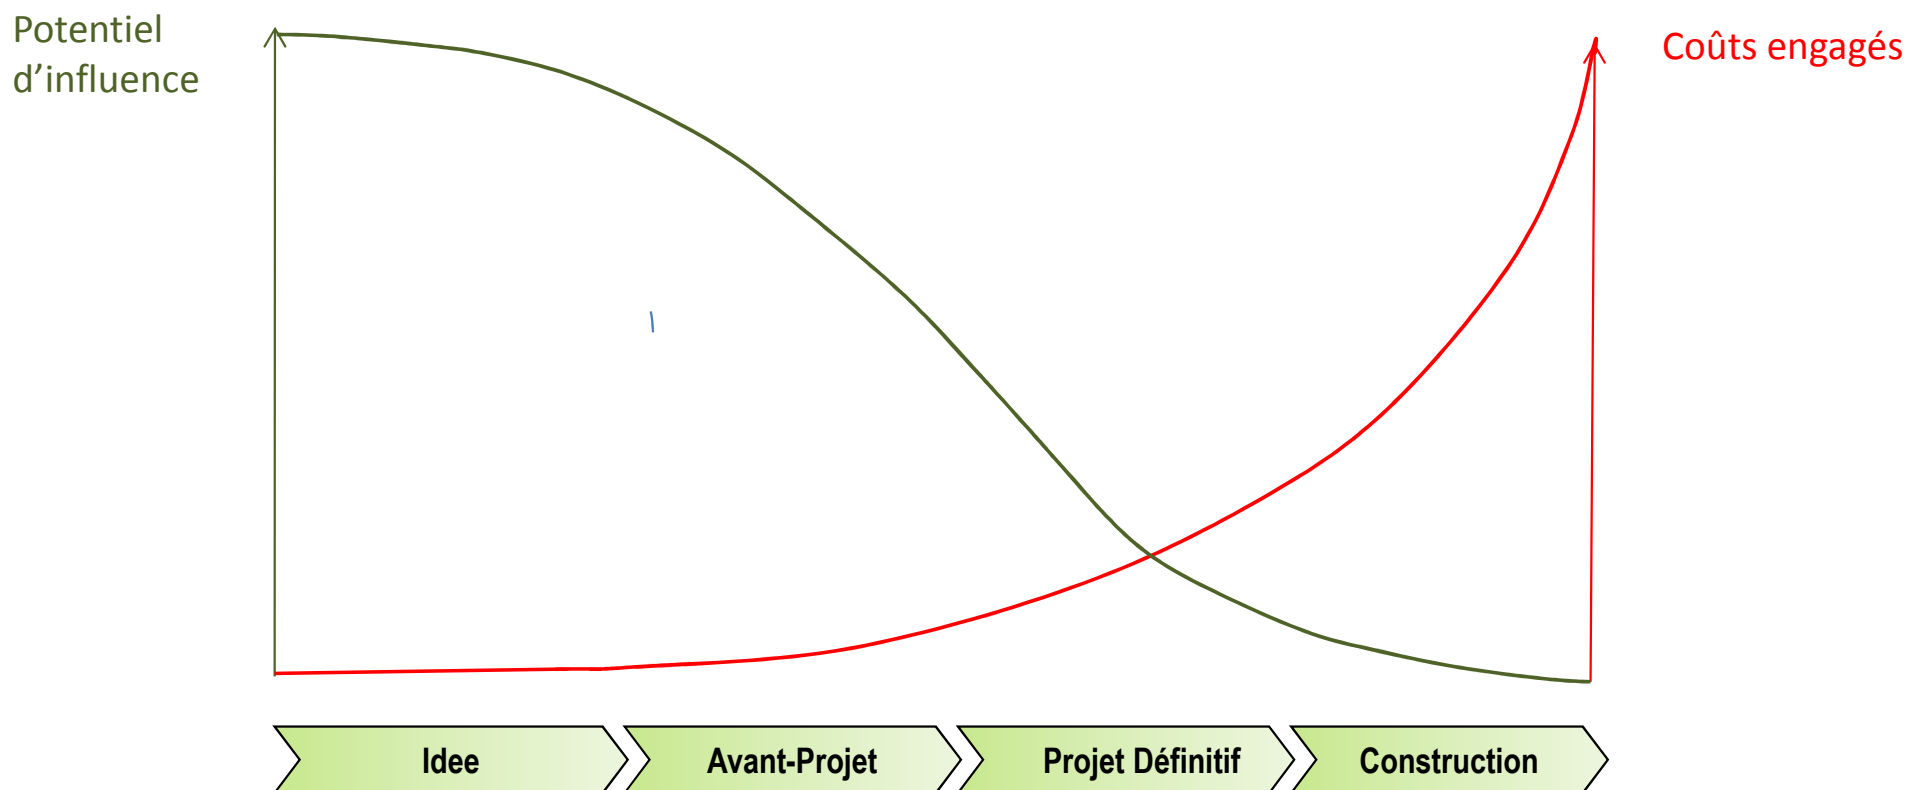 Potentiel
d’influence
Coûts engagés
Idee
Avant-Projet
Projet Définitif
Construction